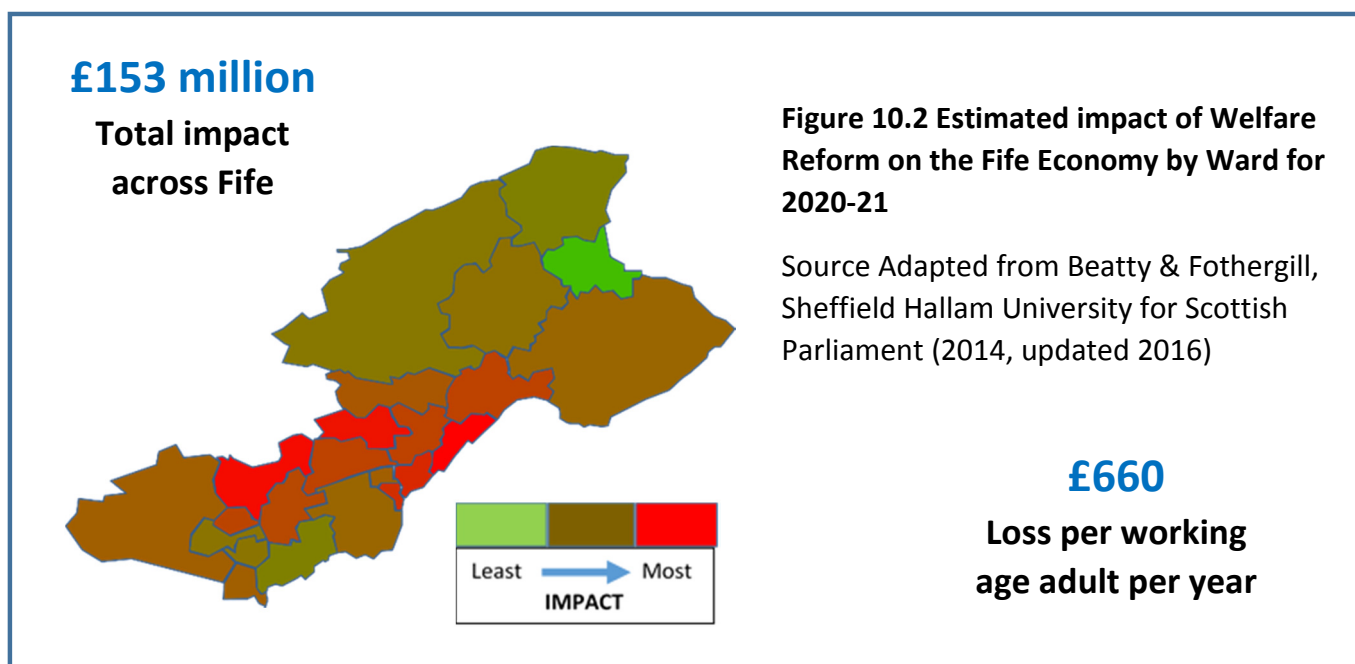 £153 million
Total impact
across Fife
Figure 10.2 Estimated impact of Welfare
Reform on the Fife Economy by Ward for
2020-21
Source Adapted from Beatty & Fothergill,
Sheffield Hallam University for Scottish
Parliament (2014, updated 2016)
Least Most
IMPACT
£660
Loss per working
age adult per year